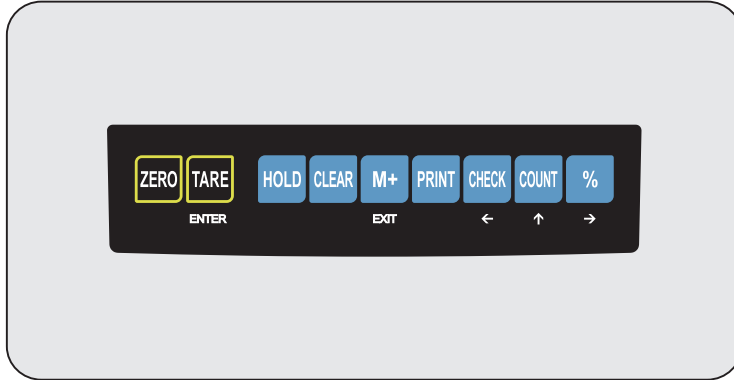 ZERO TARE HOLD CLEAR M+ PRINT CHECK COUNT %
ENTER EXIT ← ↑ →